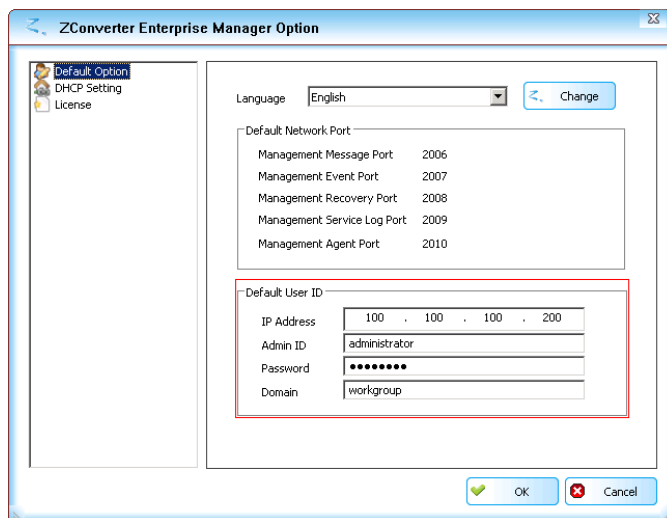 ZConverter Enterprise Manager Option
Default Option
DHCP Setting
License
Language English Change
Default Network Port
Management Message Port 2006
Management Event Port 2007
Management Recovery Port 2008
Management Service Log Port 2009
Management Agent Port 2010
Default User ID
IP Address 100 . 100 . 100 . 200
Admin ID administrator
Password ●●●●●●●●
Domain workgroup
OK Cancel